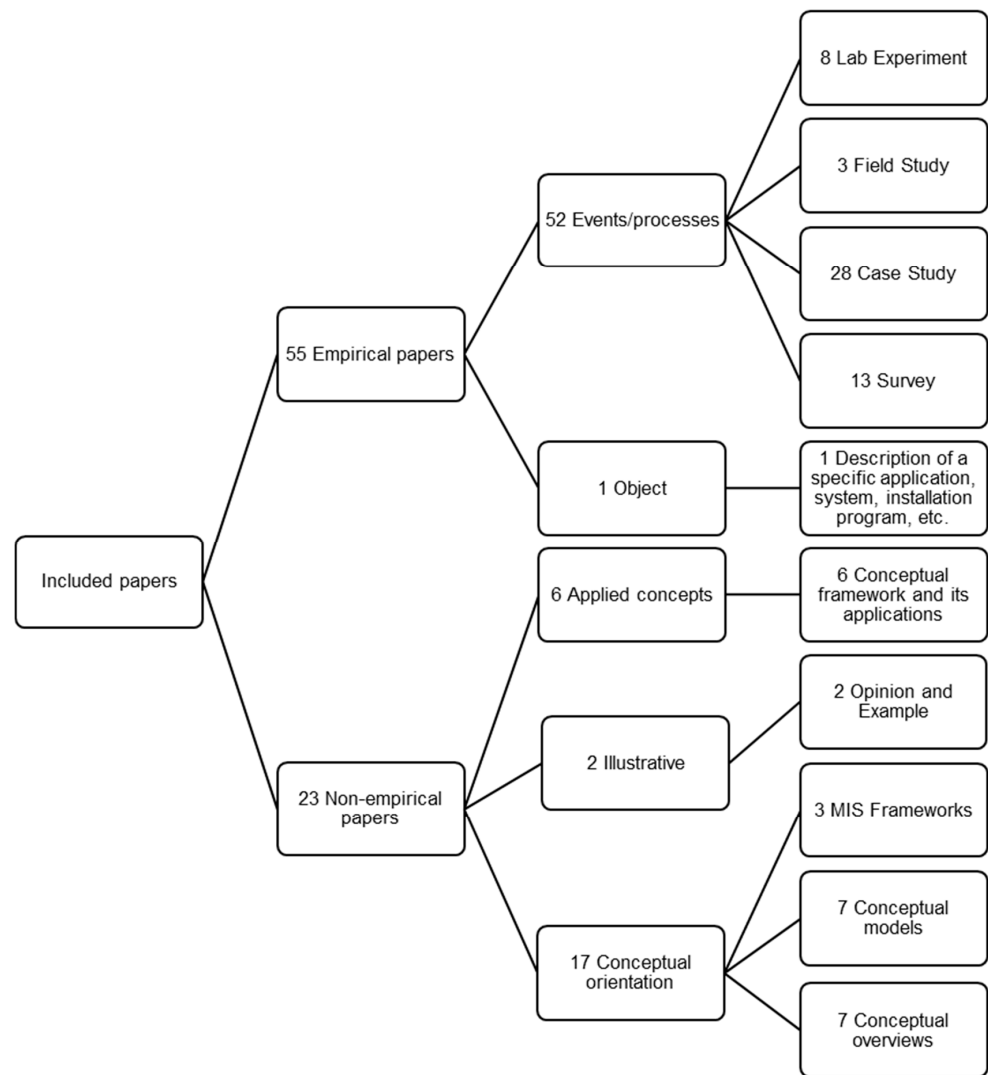 Included papers
55 Empirical papers
23 Non-empirical
papers
52 Events/processes
1 Object
6 Applied concepts
2 Illustrative
17 Conceptual
orientation
8 Lab Experiment
3 Field Study
28 Case Study
13 Survey
1 Description of a
specific application,
system, installation
program, etc.
6 Conceptual
framework and its
applications
2 Opinion and
Example
3 MIS Frameworks
7 Conceptual
models
7 Conceptual
overviews